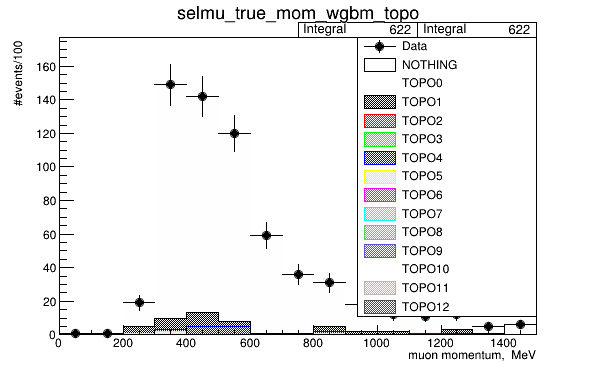 selmu_true_mom_wgbm_topo
Integral 622 Integral 622
#events/100
Data
NOTHING
TOPO0
TOPO1
TOPO2
TOPO3
TOPO4
TOPO5
TOPO6
TOPO7
TOPO8
TOPO9
TOPO10
TOPO11
TOPO12
160
140
120
100
80
60
40
20
0
0 200 400 600 800 1000 1200 1400
muon momentum, MeV